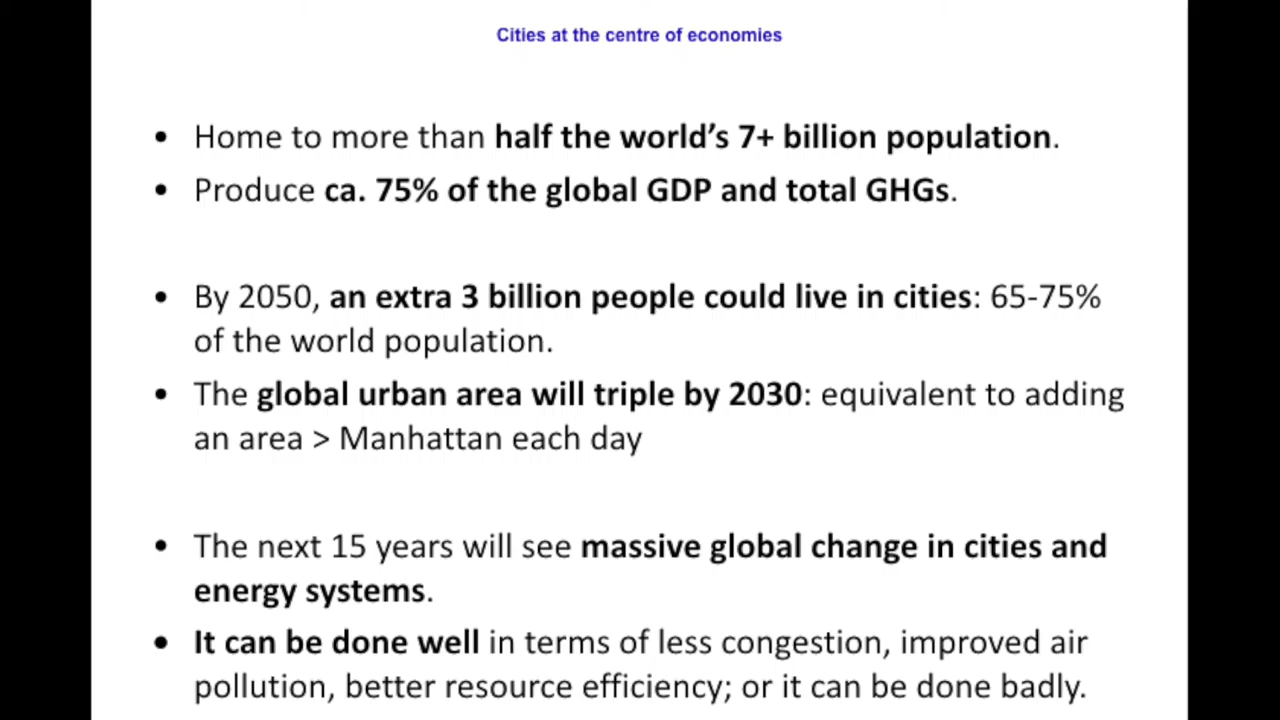 Cities at the centre of economies
• Home to more than half the world’s 7+ billion population.
• Produce ca. 75% of the global GDP and total GHGs.
• By 2050, an extra 3 billion people could live in cities: 65-75%
of the world population.
• The global urban area will triple by 2030: equivalent to adding
an area > Manhattan each day
• The next 15 years will see massive global change in cities and
energy systems.
• It can be done well in terms of less congestion, improved air
pollution, better resource efficiency; or it can be done badly.